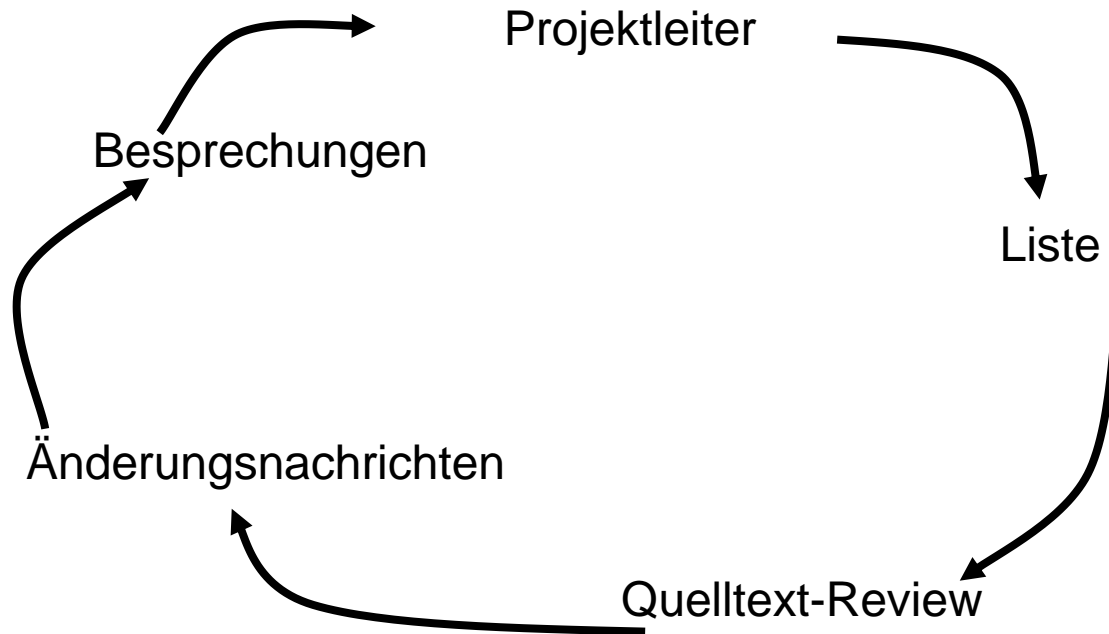 Projektleiter
Besprechungen
Liste
Änderungsnachrichten
Quelltext-Review